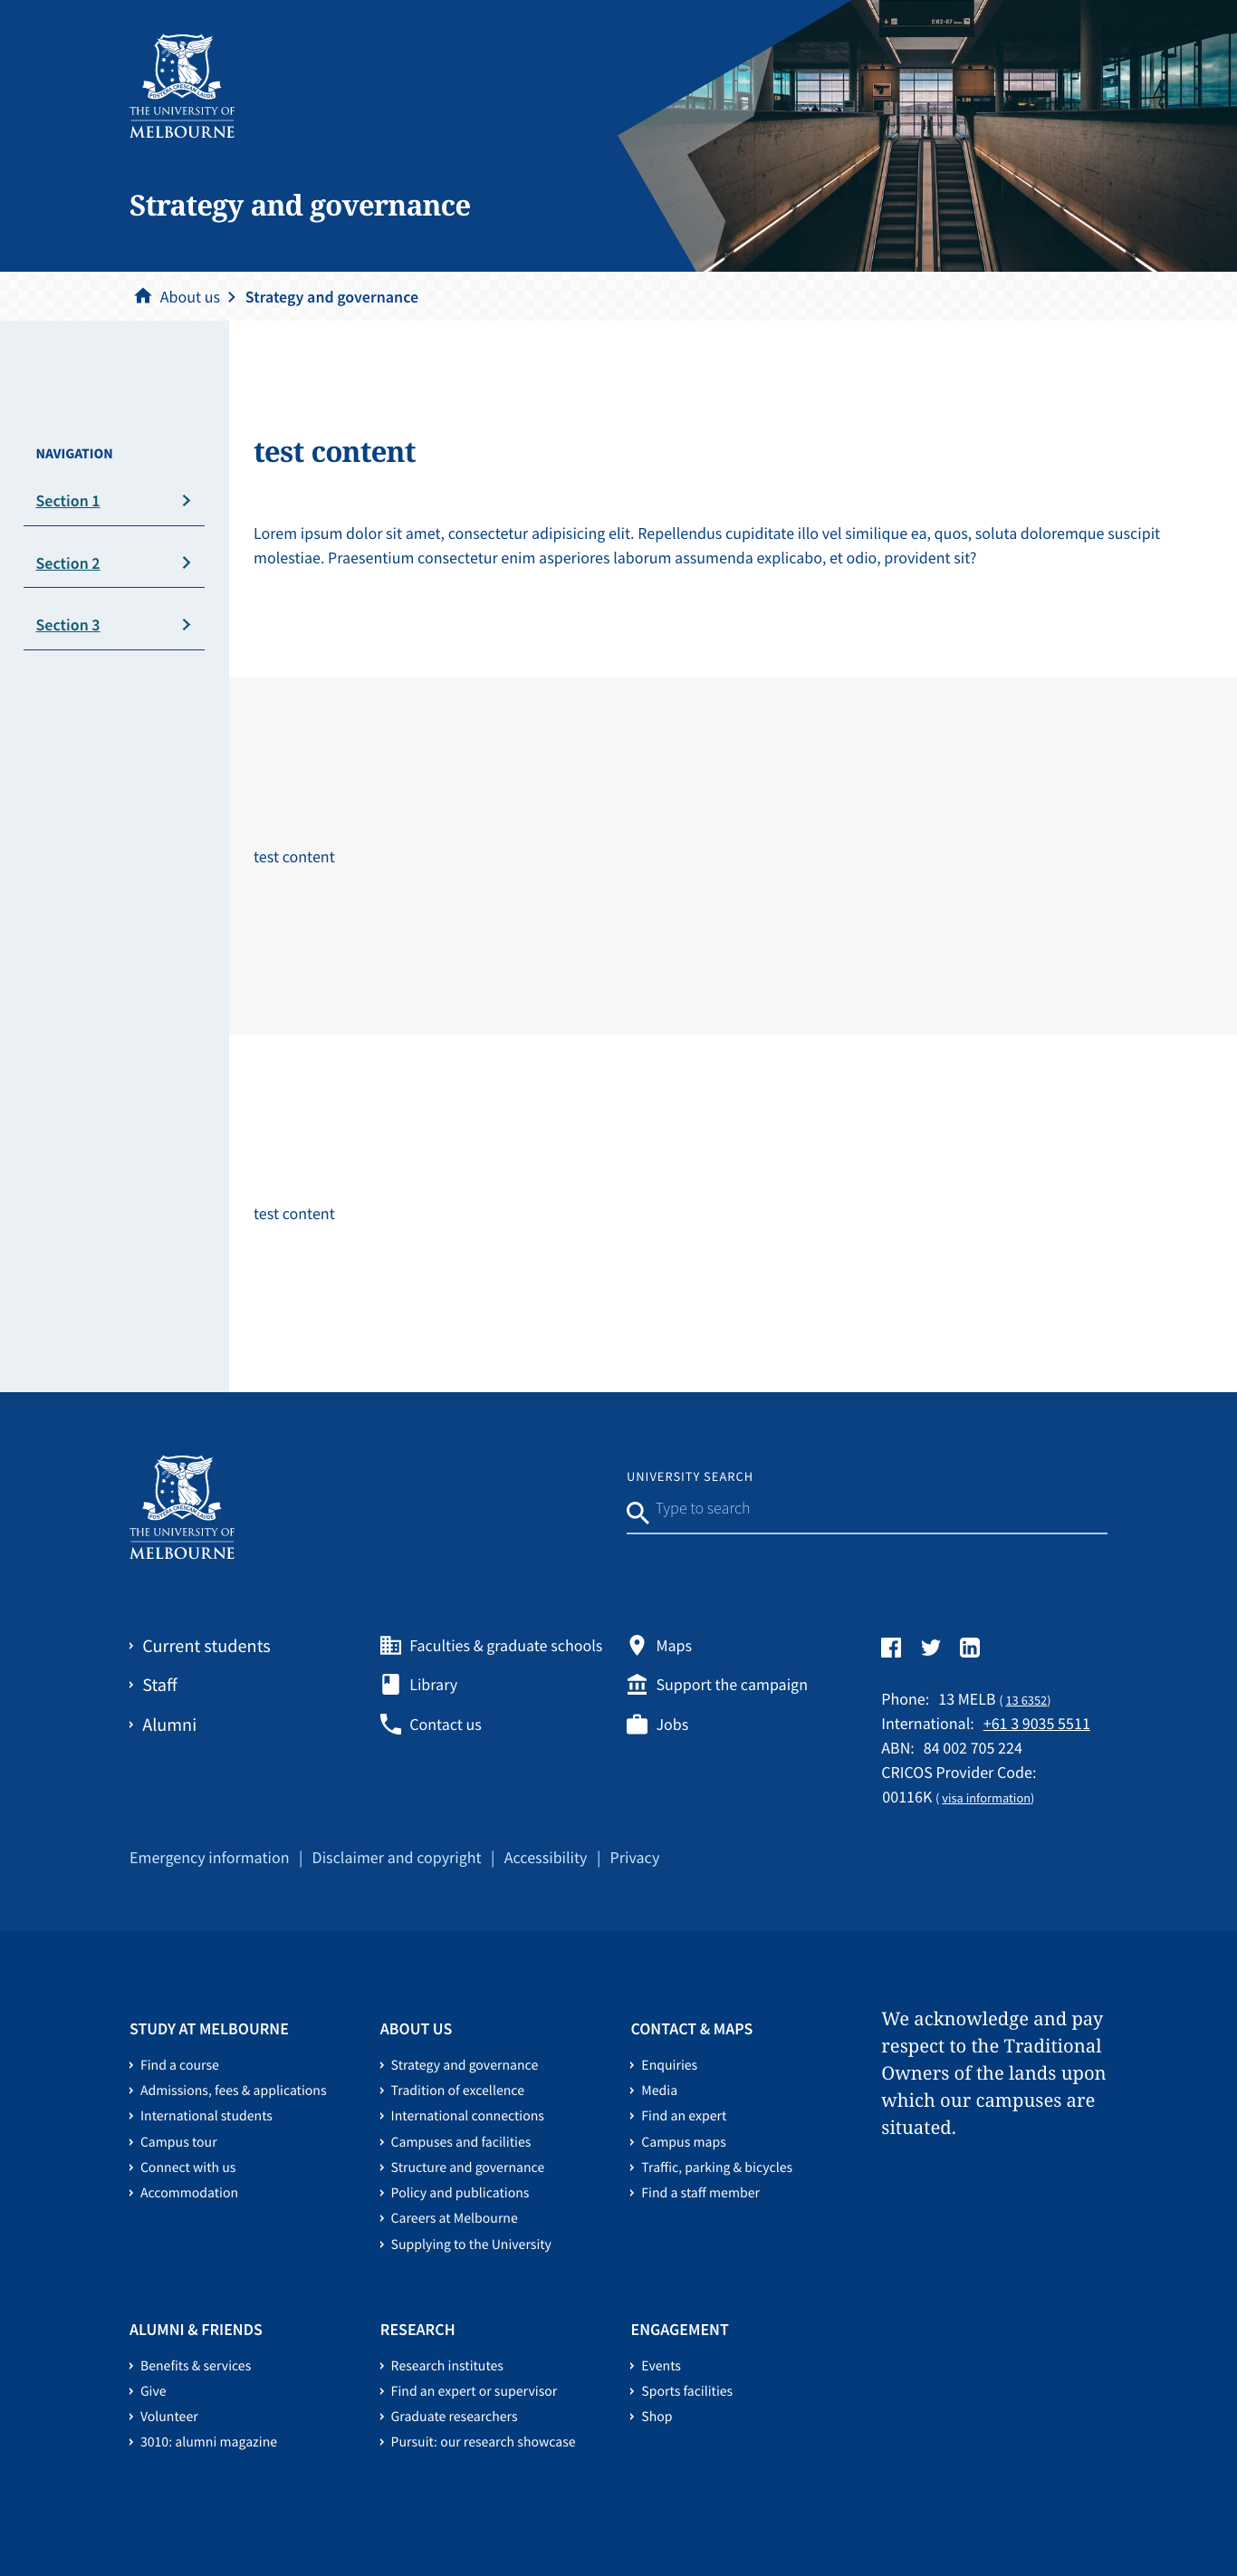 E62-67
POSTERA CRESCAM LAUDE
THE UNIVERSITY OF
MELBOURNE
Strategy and governance
About us
Strategy and governance
NAVIGATION
Section 1
Section 2
Section 3
test content
Lorem ipsum dolor sit amet, consectetur adipisicing elit. Repellendus cupiditate illo vel similique ea, quos, soluta doloremque suscipit
molestiae. Praesentium consectetur enim asperiores laborum assumenda explicabo, et odio, provident sit?
test content
test content
POSTERA CRESCAM LAUDE
THE UNIVERSITY OF
MELBOURNE
UNIVERSITY SEARCH
Type to search
Current students
Staff
Alumni
Faculties & graduate schools
Library
Contact us
Maps
Support the campaign
Jobs
Phone: 13 MELB ( 13 6352)
International: +61 3 9035 5511
ABN: 84 002 705 224
CRICOS Provider Code:
00116K ( visa information)
Emergency information | Disclaimer and copyright | Accessibility | Privacy
STUDY AT MELBOURNE
Find a course
Admissions, fees & applications
International students
Campus tour
Connect with us
Accommodation
ABOUT US
Strategy and governance
Tradition of excellence
International connections
Campuses and facilities
Structure and governance
Policy and publications
Careers at Melbourne
Supplying to the University
CONTACT & MAPS
Enquiries
Media
Find an expert
Campus maps
Traffic, parking & bicycles
Find a staff member
We acknowledge and pay
respect to the Traditional
Owners of the lands upon
which our campuses are
situated.
ALUMNI & FRIENDS
Benefits & services
Give
Volunteer
3010: alumni magazine
RESEARCH
Research institutes
Find an expert or supervisor
Graduate researchers
Pursuit: our research showcase
ENGAGEMENT
Events
Sports facilities
Shop